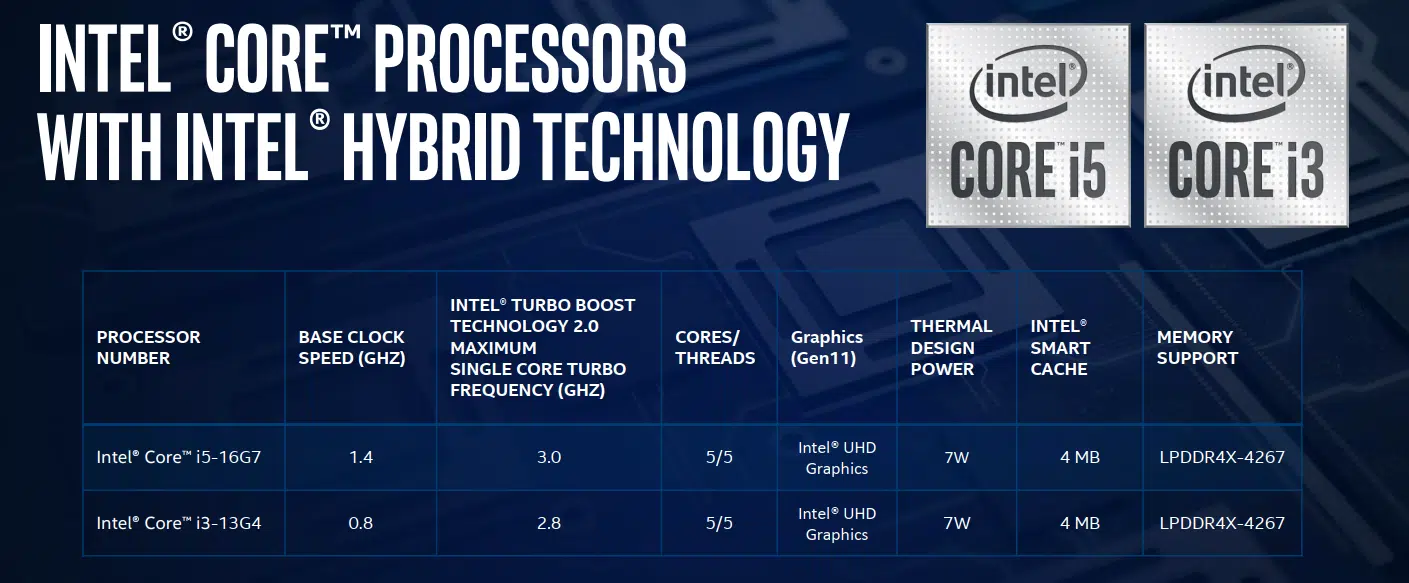 INTEL® CORE™ PROCESSORS
WITH INTEL® HYBRID TECHNOLOGY
intel®
CORE™ i5
intel®
CORE™ i3
PROCESSOR
NUMBER
BASE CLOCK
SPEED (GHZ)
INTEL® TURBO BOOST
TECHNOLOGY 2.0
MAXIMUM
SINGLE CORE TURBO
FREQUENCY (GHZ)
CORES/
THREADS
Graphics
(Gen11)
THERMAL
DESIGN
POWER
INTEL®
SMART
CACHE
MEMORY
SUPPORT
Intel® Core™ i5-16G7
1.4
3.0
5/5
Intel® UHD
Graphics
7W
4 MB
LPDDR4X-4267
Intel® Core™ i3-13G4
0.8
2.8
5/5
Intel® UHD
Graphics
7W
4 MB
LPDDR4X-4267